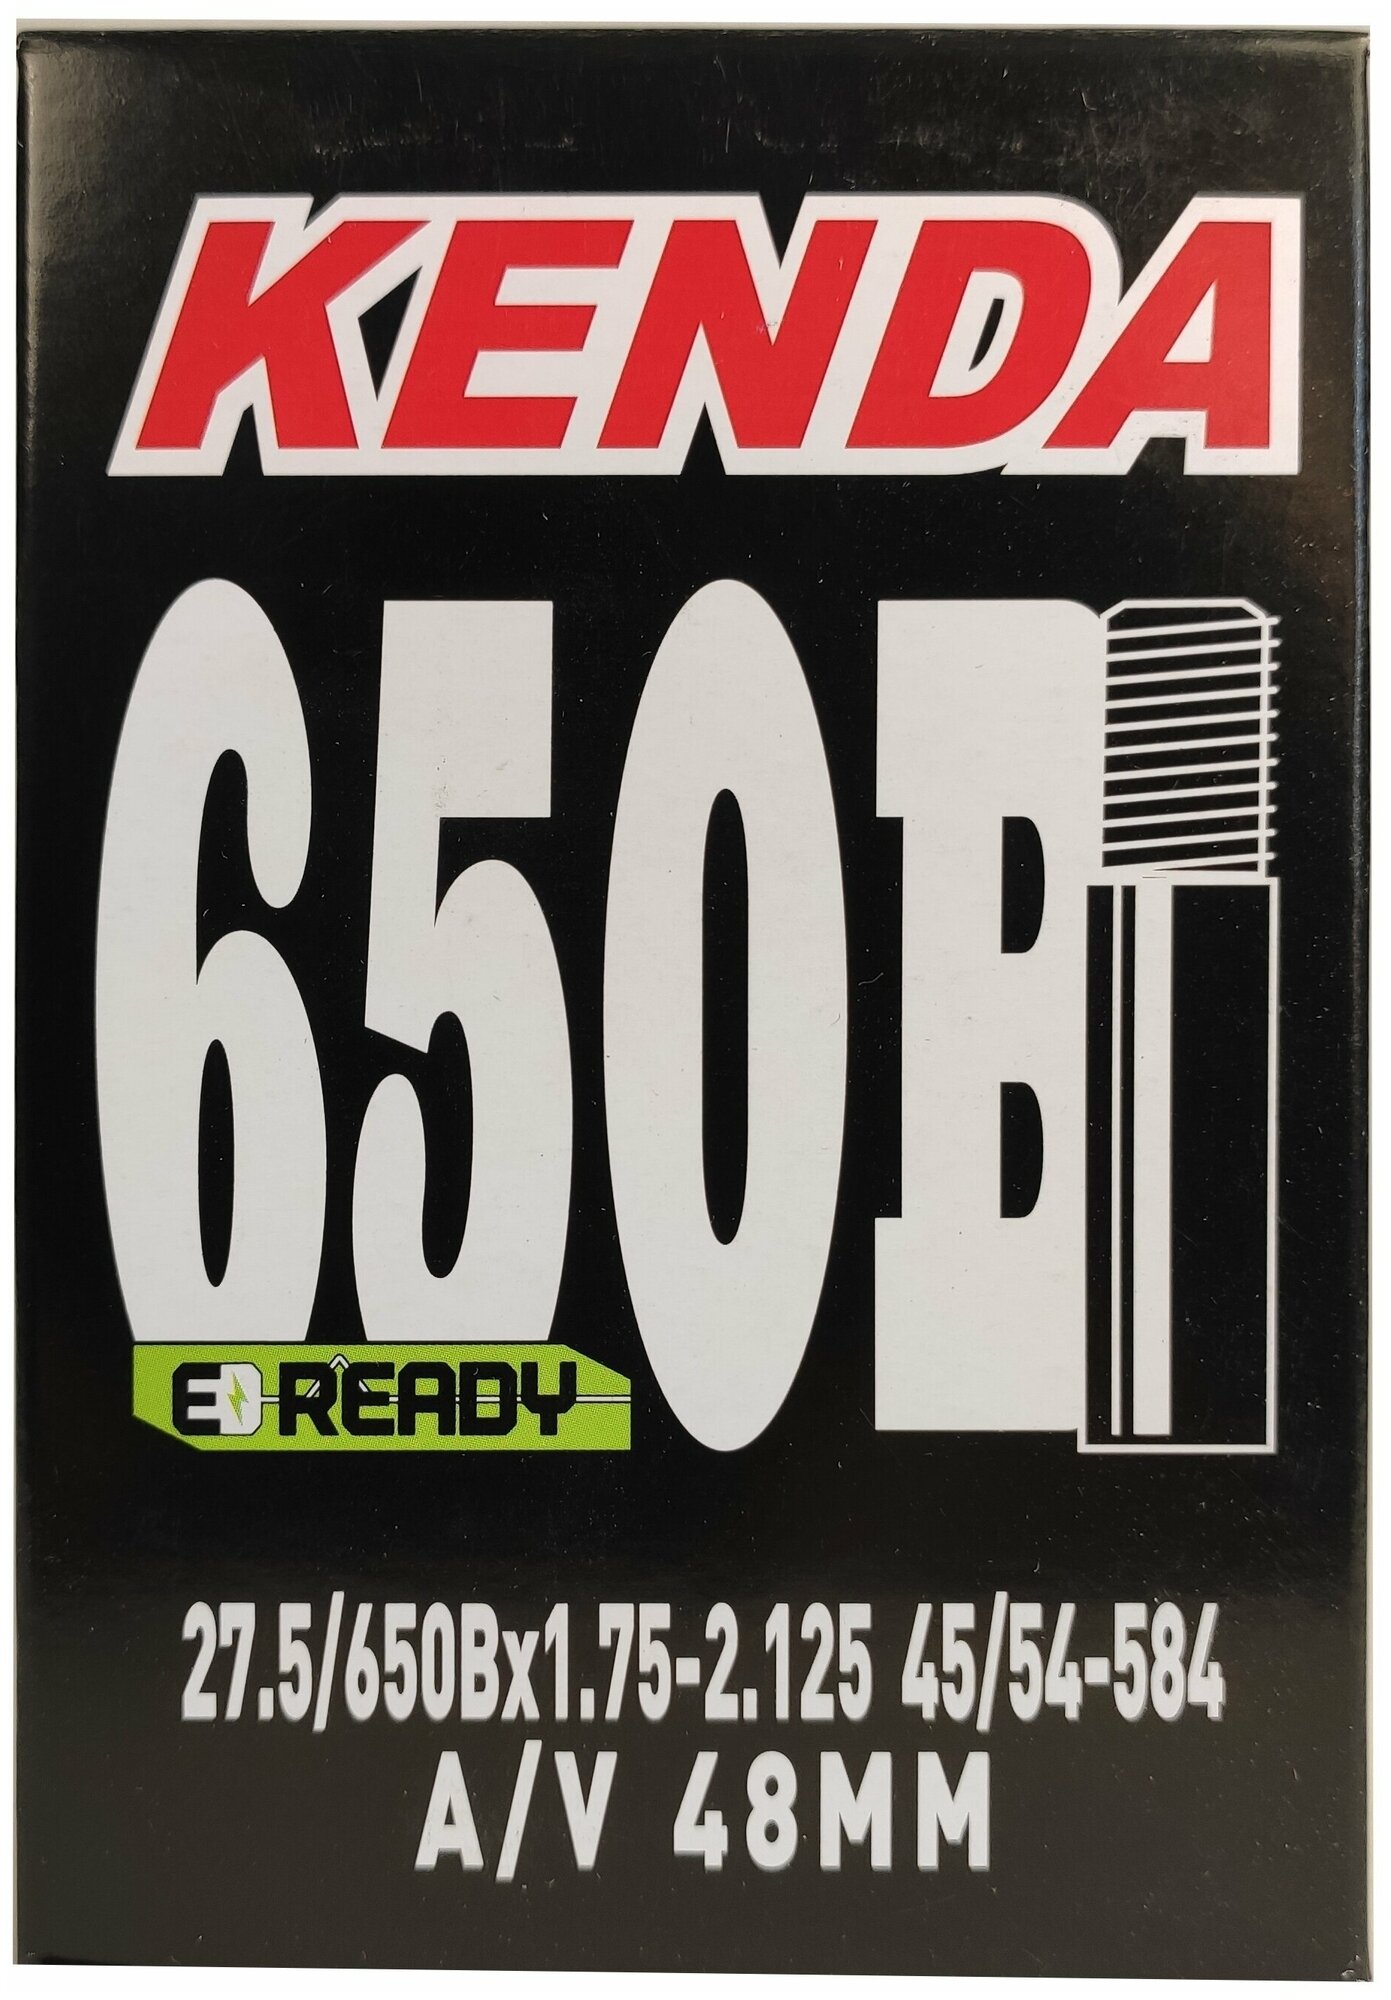 KENDA
650B
E READY
27.5/650Bx1.75-2.125 45/54-584
A/V 48MM